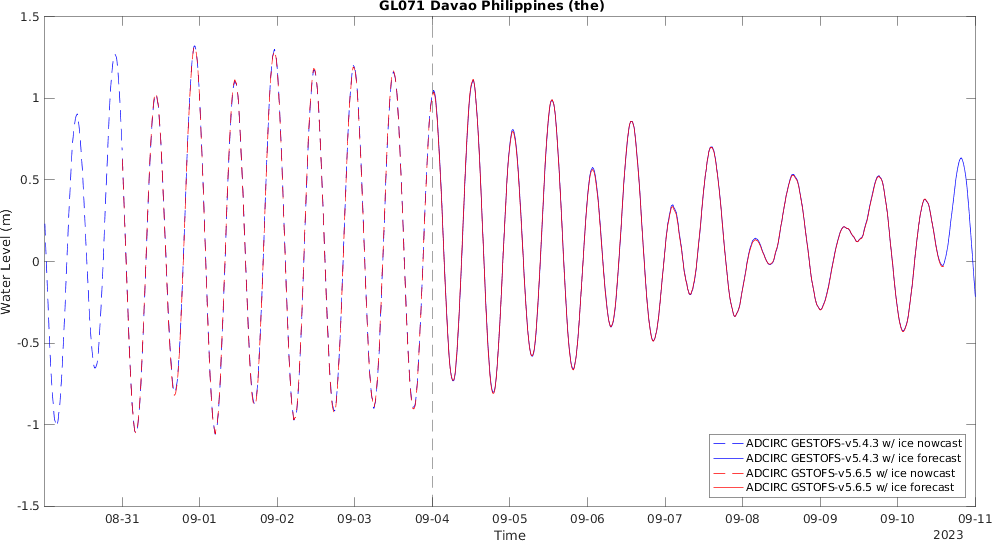 GL071 Davao Philippines (the)
1.5
1
0.5
0
-0.5
-1
-1.5
Water Level (m)
08-31 09-01 09-02 09-03 09-04 09-05 09-06 09-07 09-08 09-09 09-10 09-11
Time
2023
ADCIRC GESTOFS-v5.4.3 w/ ice nowcast
ADCIRC GESTOFS-v5.4.3 w/ ice forecast
ADCIRC GSTOFS-v5.6.5 w/ ice nowcast
ADCIRC GSTOFS-v5.6.5 w/ ice forecast